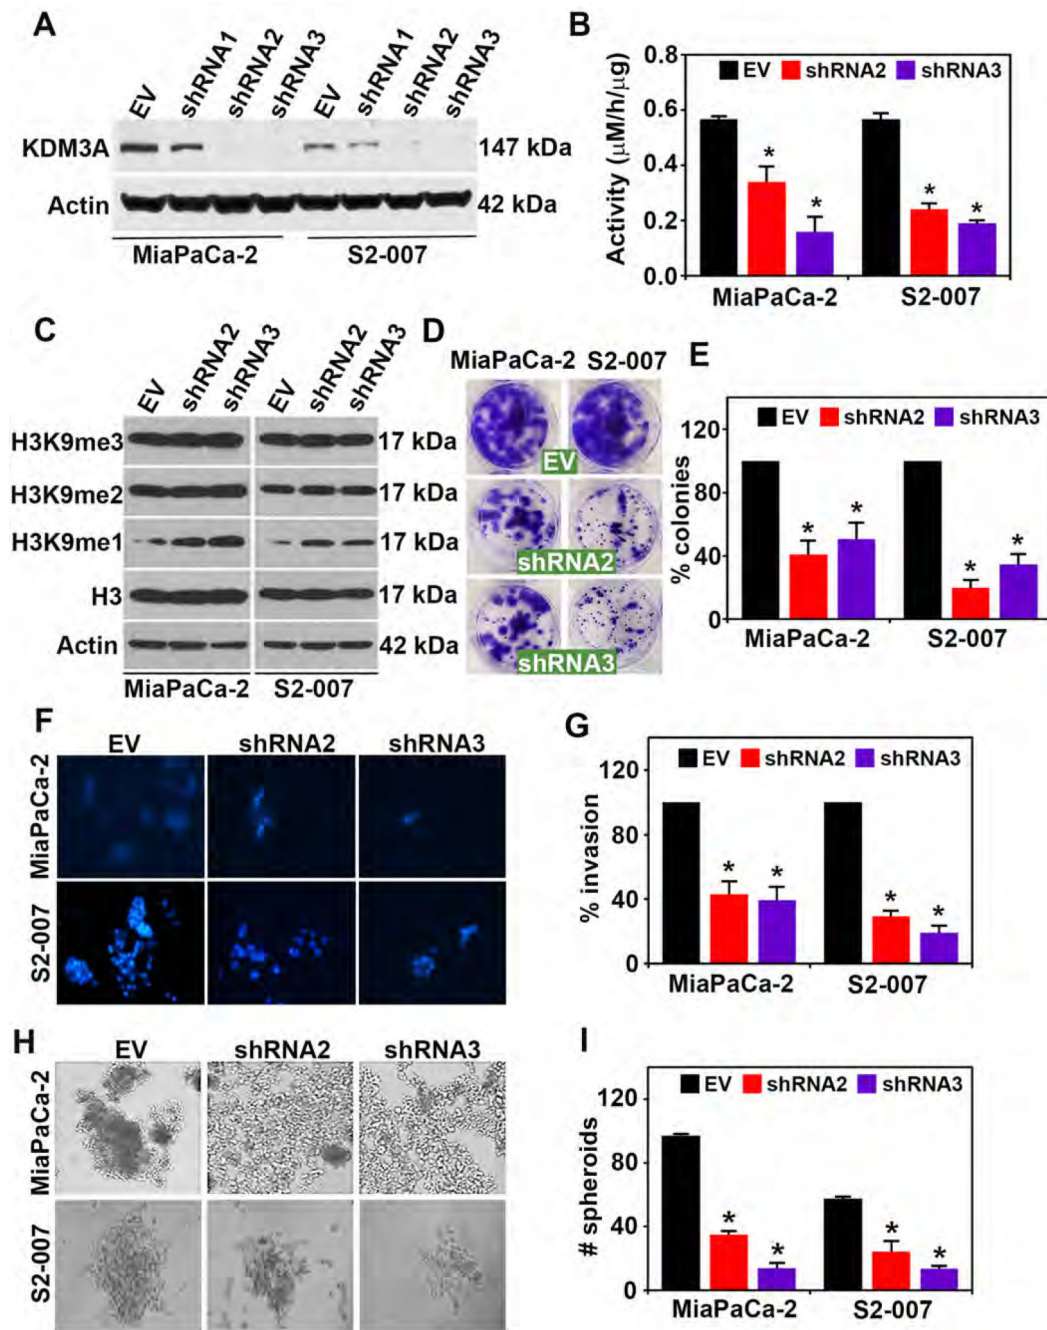 A
EV shRNA1 shRNA2 shRNA3 EV shRNA1 shRNA2 shRNA3
KDM3A 147 kDa
Actin 42 kDa
MiaPaCa-2 S2-007
B
EV shRNA2 shRNA3
Activity (μM/h/μg)
0.8
0.6
0.4
0.2
0.0
* * * *
MiaPaCa-2 S2-007
C
EV shRNA2 shRNA3 EV shRNA2 shRNA3
H3K9me3 17 kDa
H3K9me2 17 kDa
H3K9me1 17 kDa
H3 17 kDa
Actin 42 kDa
MiaPaCa-2 S2-007
D
MiaPaCa-2 S2-007
EV
shRNA2
shRNA3
E
EV shRNA2 shRNA3
% colonies
120
80
40
0
* * * *
MiaPaCa-2 S2-007
F
EV shRNA2 shRNA3
MiaPaCa-2
S2-007
G
EV shRNA2 shRNA3
% invasion
120
80
40
0
* * * *
MiaPaCa-2 S2-007
H
EV shRNA2 shRNA3
MiaPaCa-2
S2-007
I
EV shRNA2 shRNA3
# spheroids
120
80
40
0
* * * *
MiaPaCa-2 S2-007